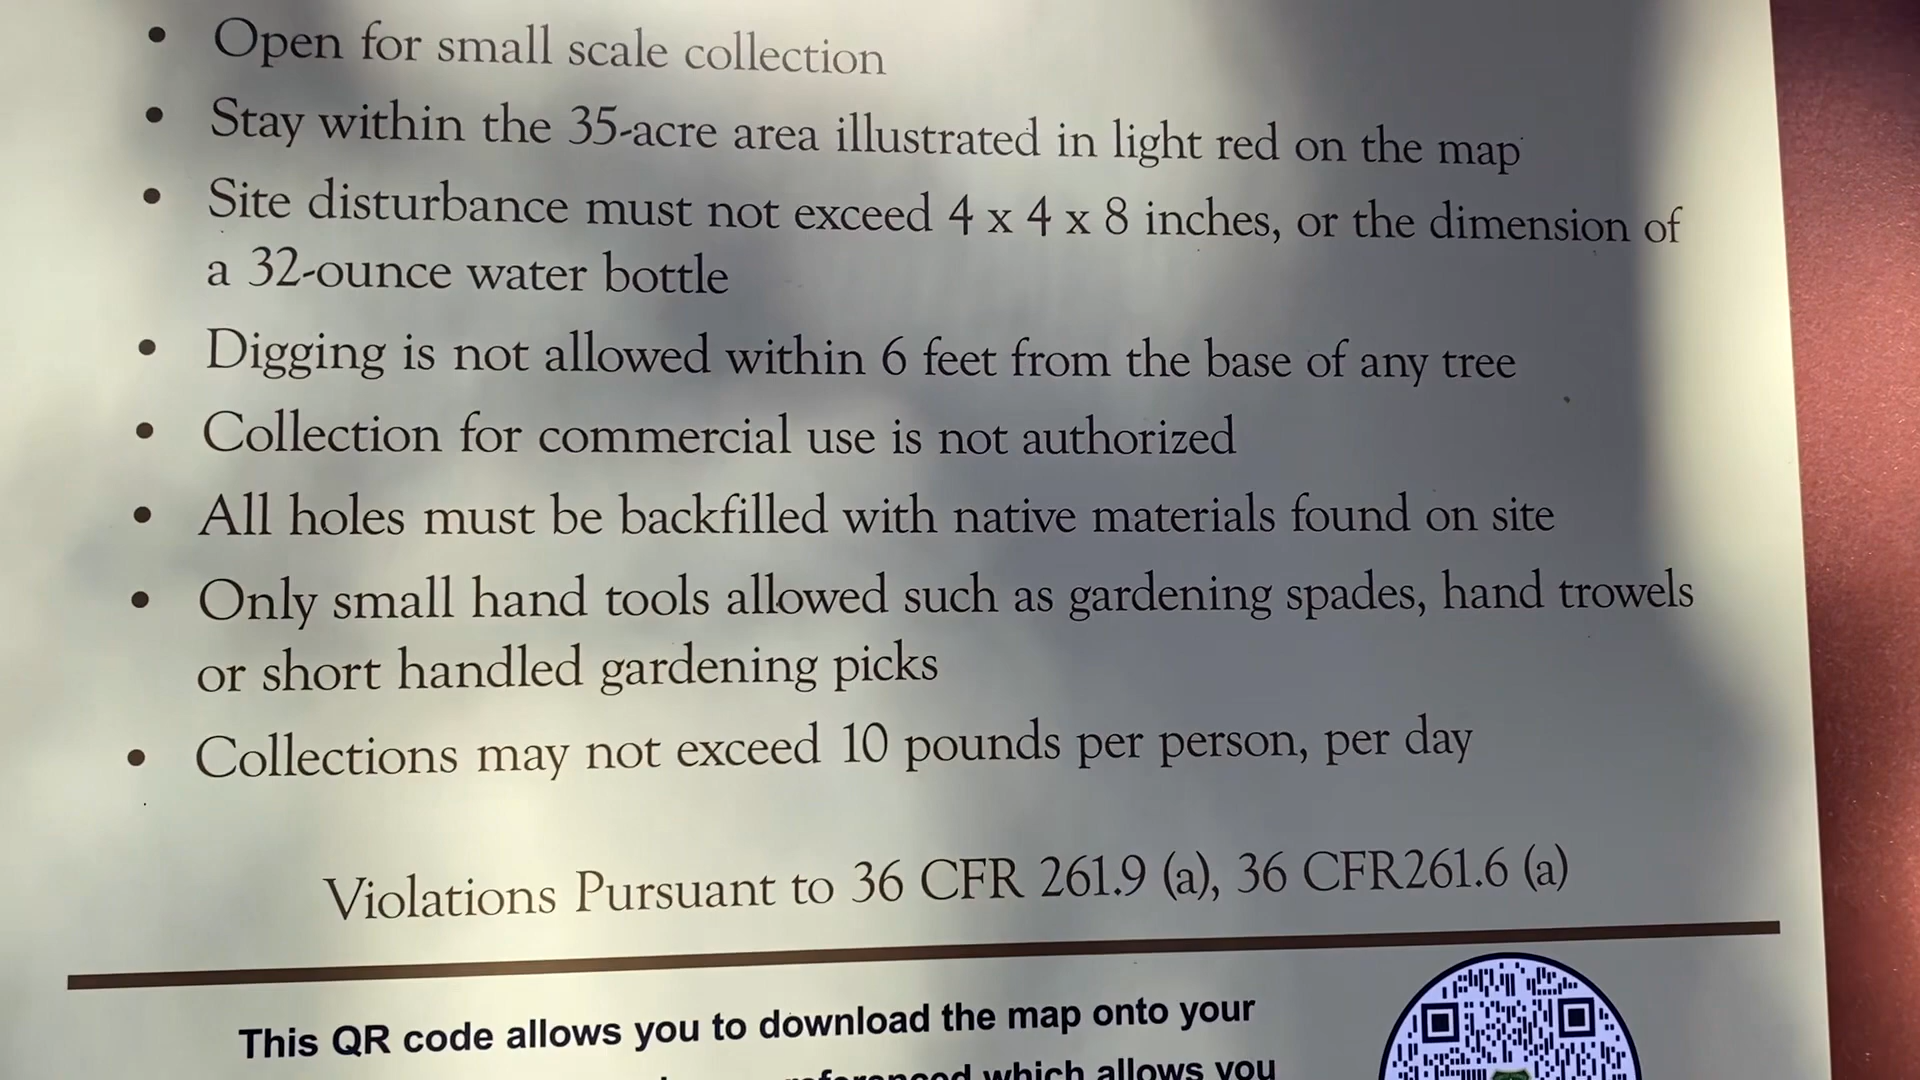 • Open for small scale collection
• Stay within the 35-acre area illustrated in light red on the map
• Site disturbance must not exceed 4 x 4 x 8 inches, or the dimension of
a 32-ounce water bottle
• Digging is not allowed within 6 feet from the base of any tree
• Collection for commercial use is not authorized
• All holes must be backfilled with native materials found on site
• Only small hand tools allowed such as gardening spades, hand trowels
or short handled gardening picks
• Collections may not exceed 10 pounds per person, per day
Violations Pursuant to 36 CFR 261.9 (a), 36 CFR261.6 (a)
This QR code allows you to download the map onto your
which allows you